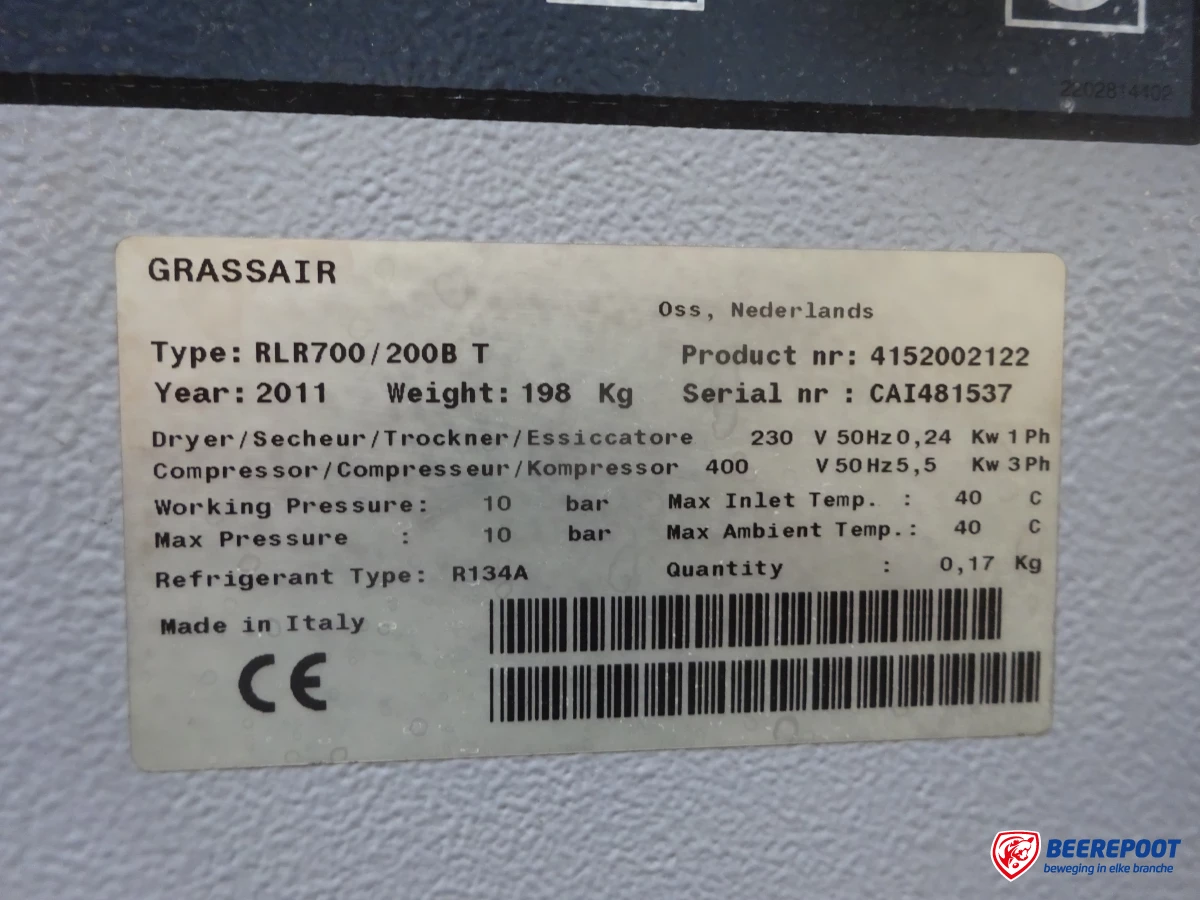 2202814402
GRASSAIR
Oss, Nederlands
Type: RLR700/200B T Product nr: 4152002122
Year: 2011 Weight: 198 Kg Serial nr : CAI481537
Dryer/Secheur/Trockner/Essiccatore 230 V 50Hz 0,24 Kw 1 Ph
Compressor/Compresseur/Kompressor 400 V 50Hz 5,5 Kw 3 Ph
Working Pressure: 10 bar Max Inlet Temp. : 40 C
Max Pressure : 10 bar Max Ambient Temp.: 40 C
Refrigerant Type: R134A Quantity : 0,17 Kg
Made in Italy
CE
BEEREPOOT
beweging in elke branche